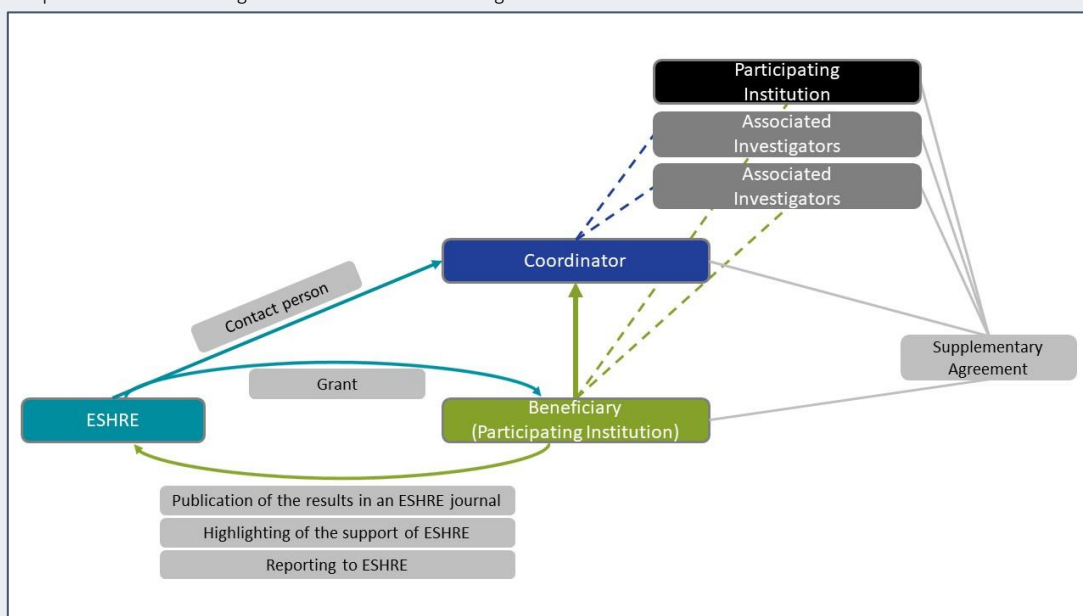 Participating
Institution
Associated
Investigators
Associated
Investigators
Coordinator
Contact person
Supplementary
Agreement
Grant
ESHRE
Beneficiary
(Participating Institution)
Publication of the results in an ESHRE journal
Highlighting of the support of ESHRE
Reporting to ESHRE